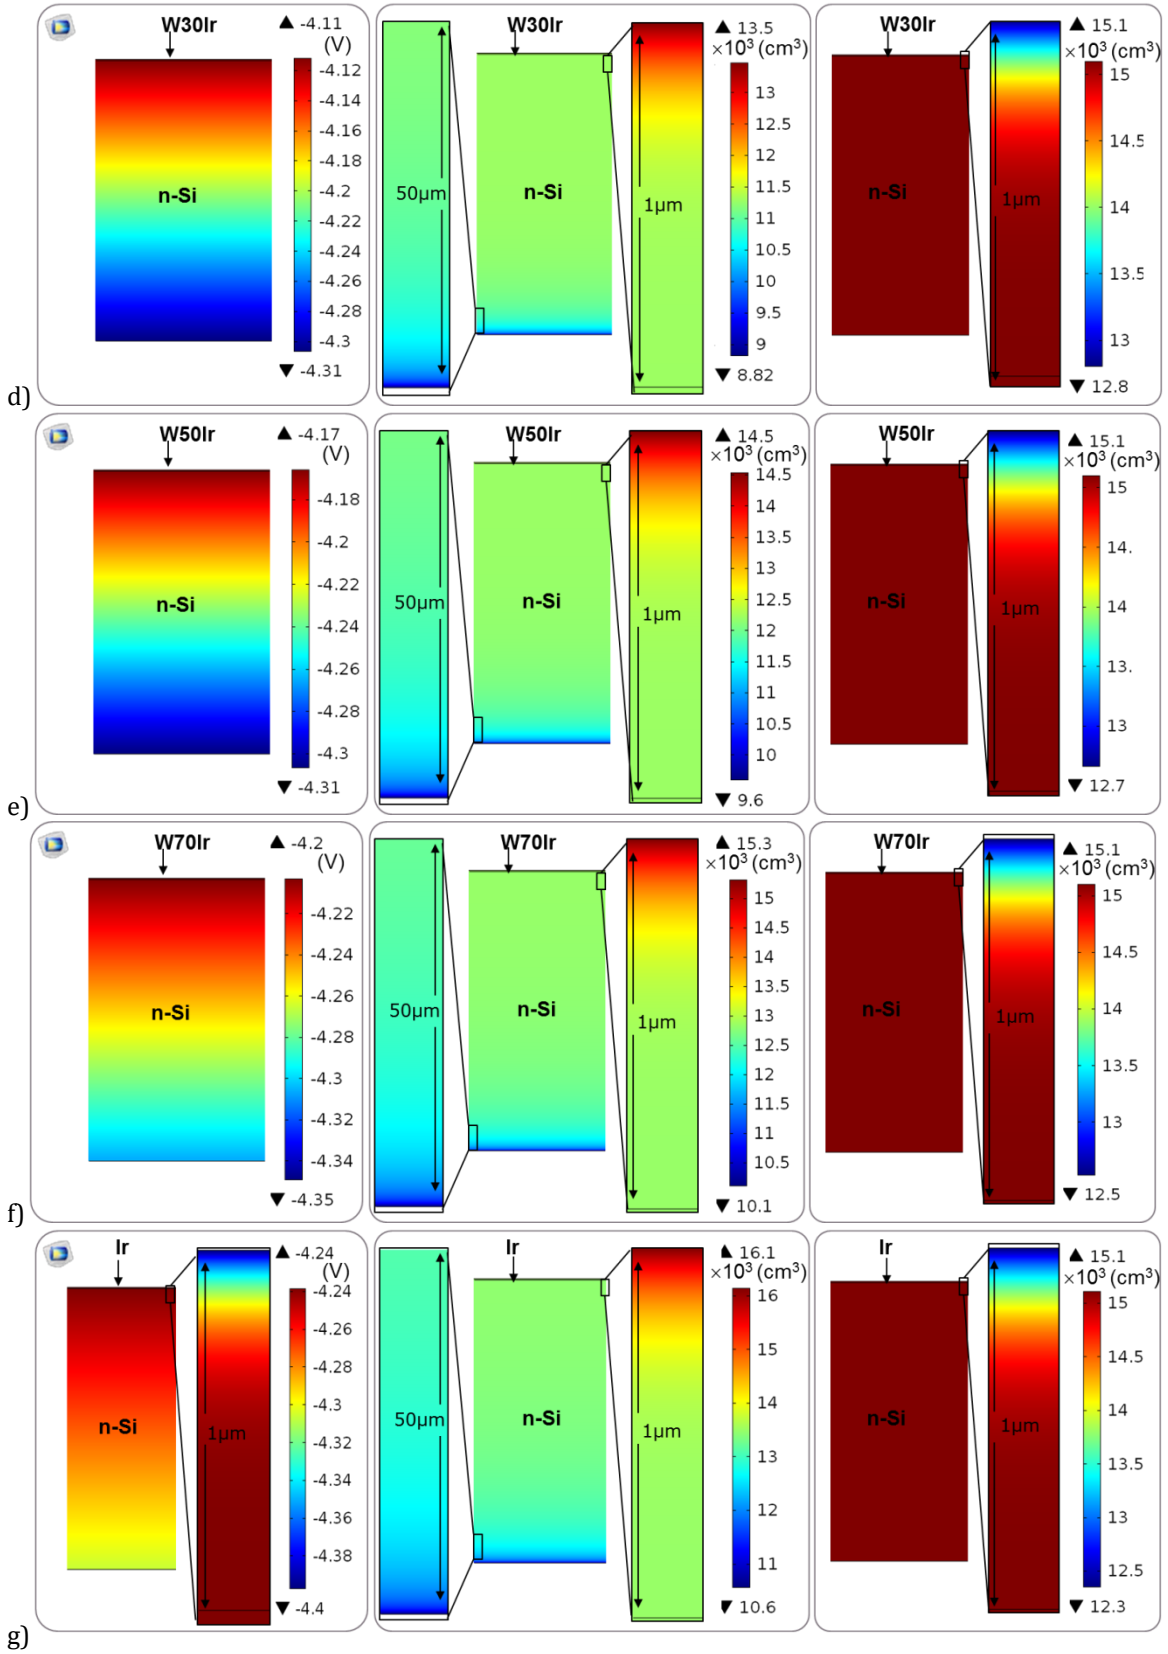 W30Ir
▲ -4.11
(V)
-4.12
-4.14
-4.16
-4.18
-4.2
-4.22
-4.24
-4.26
-4.28
-4.3
▼ -4.31
n-Si
50µm
W30Ir
n-Si
1µm
▲ 13.5
×10³ (cm³)
13
12.5
12
11.5
11
10.5
10
9.5
9
▼ 8.82
W30Ir
n-Si
1µm
▲ 15.1
×10³ (cm³)
15
14.5
14
13.5
13
▼ 12.8
d)
W50Ir
▲ -4.17
(V)
-4.18
-4.2
-4.22
-4.24
-4.26
-4.28
-4.3
▼ -4.31
n-Si
50µm
W50Ir
n-Si
1µm
▲ 14.5
×10³ (cm³)
14.5
14
13.5
13
12.5
12
11.5
11
10.5
10
▼ 9.6
W50Ir
n-Si
1µm
▲ 15.1
×10³ (cm³)
15
14.
14
13.
13
▼ 12.7
e)
W70Ir
▲ -4.2
(V)
-4.22
-4.24
-4.26
-4.28
-4.3
-4.32
-4.34
▼ -4.35
n-Si
50µm
W70Ir
n-Si
1µm
▲ 15.3
×10³ (cm³)
15
14.5
14
13.5
13
12.5
12
11.5
11
10.5
▼ 10.1
W70Ir
n-Si
1µm
▲ 15.1
×10³ (cm³)
15
14.5
14
13.5
13
▼ 12.5
f)
Ir
n-Si
1µm
▲ -4.24
(V)
-4.24
-4.26
-4.28
-4.3
-4.32
-4.34
-4.36
-4.38
▼ -4.4
50µm
Ir
n-Si
1µm
▲ 16.1
×10³ (cm³)
16
15
14
13
12
11
▼ 10.6
Ir
n-Si
1µm
▲ 15.1
×10³ (cm³)
15
14.5
14
13.5
13
12.5
▼ 12.3
g)